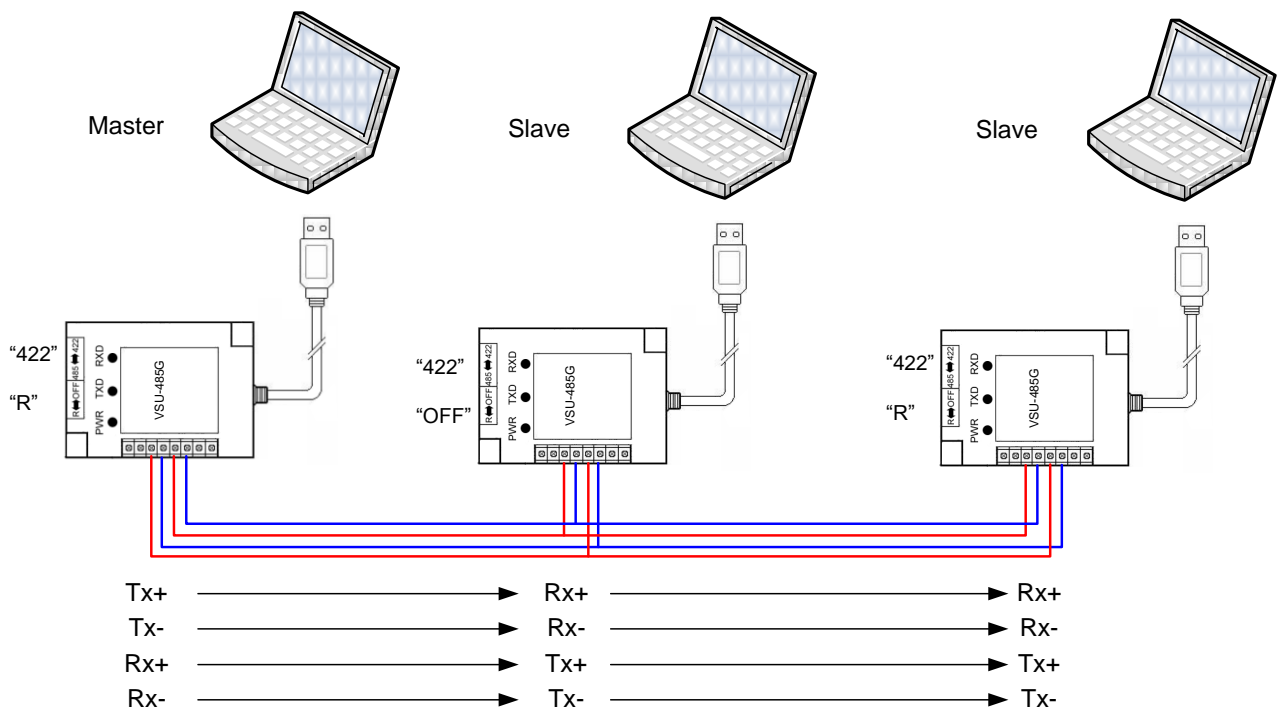 Master
Slave
Slave
“422”
“R”
R⬌OFF 485⬌422
PWR TXD RXD
VSU-485G
“422”
“OFF”
R⬌OFF 485⬌422
PWR TXD RXD
VSU-485G
“422”
“R”
R⬌OFF 485⬌422
PWR TXD RXD
VSU-485G
Tx+ Rx+ Rx+
Tx- Rx- Rx-
Rx+ Tx+ Tx+
Rx- Tx- Tx-